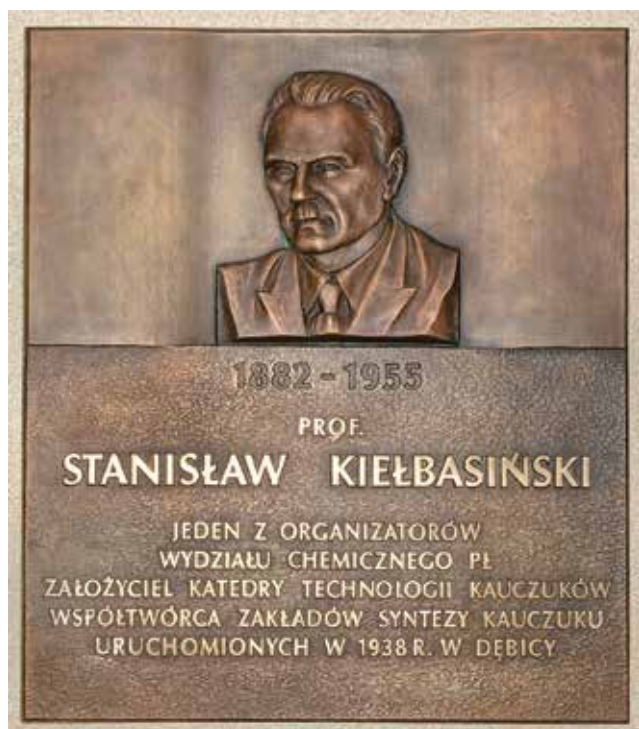 1882 - 1955
PROF.
STANISŁAW KIEŁBASIŃSKI
JEDEN Z ORGANIZATORÓW
WYDZIAŁU CHEMICZNEGO PŁ
ZAŁOŻYCIEL KATEDRY TECHNOLOGII KAUCZUKÓW
WSPÓŁTWÓRCA ZAKŁADÓW SYNTEZY KAUCZUKU
URUCHOMIONYCH W 1938 R. W DĘBICY